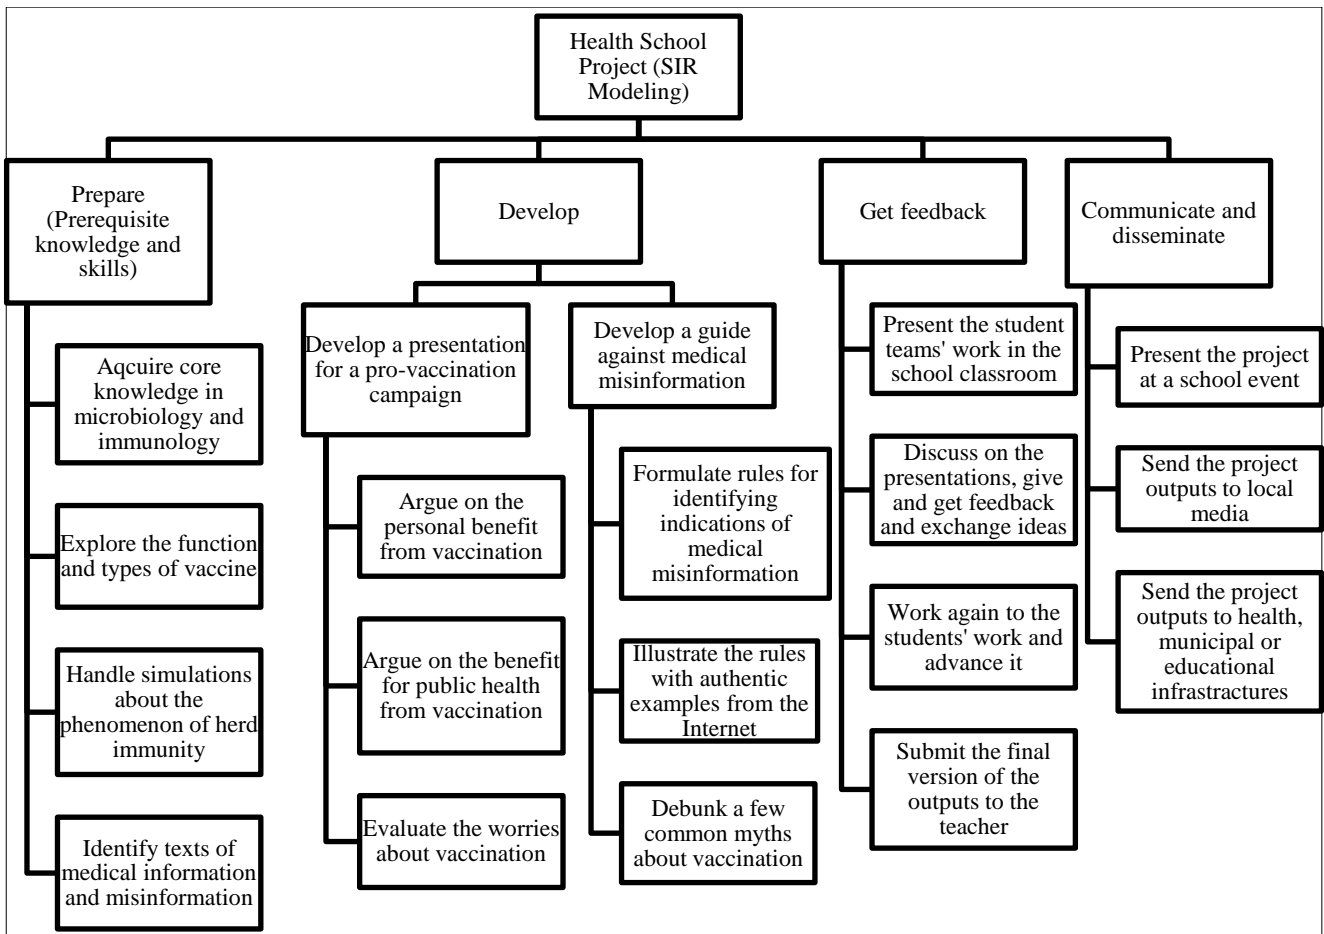 Health School
Project (SIR
Modeling)
Prepare
(Prerequisite
knowledge and
skills)
Aqcuire core
knowledge in
microbiology and
immunology
Explore the function
and types of vaccine
Handle simulations
about the
phenomenon of herd
immunity
Identify texts of
medical information
and misinformation
Develop
Develop a presentation
for a pro-vaccination
campaign
Argue on the
personal benefit
from vaccination
Argue on the benefit
for public health
from vaccination
Evaluate the worries
about vaccination
Develop a guide
against medical
misinformation
Formulate rules for
identifying
indications of
medical
misinformation
Illustrate the rules
with authentic
examples from the
Internet
Debunk a few
common myths
about vaccination
Get feedback
Present the student
teams' work in the
school classroom
Discuss on the
presentations, give
and get feedback
and exchange ideas
Work again to the
students' work and
advance it
Submit the final
version of the
outputs to the
teacher
Communicate and
disseminate
Present the project
at a school event
Send the project
outputs to local
media
Send the project
outputs to health,
municipal or
educational
infrastractures